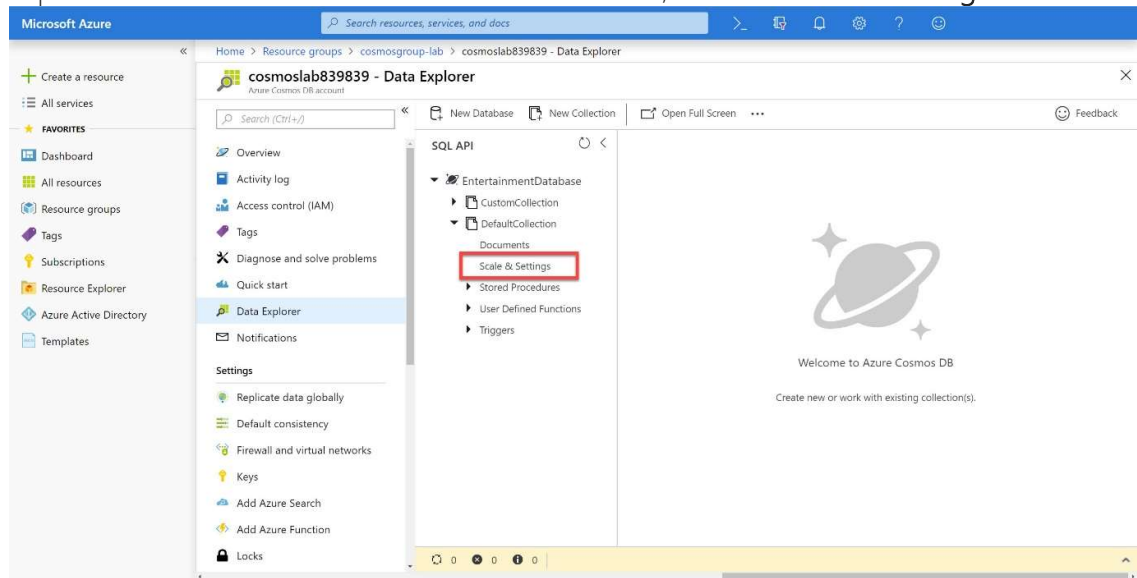 Microsoft Azure
Search resources, services, and docs
Home > Resource groups > cosmosgroup-lab > cosmoslab839839 - Data Explorer
Create a resource
All services
FAVORITES
Dashboard
All resources
Resource groups
Tags
Subscriptions
Resource Explorer
Azure Active Directory
Templates
cosmoslab839839 - Data Explorer
Azure Cosmos DB account
Search (Ctrl+/)
Overview
Activity log
Access control (IAM)
Tags
Diagnose and solve problems
Quick start
Data Explorer
Notifications
Settings
Replicate data globally
Default consistency
Firewall and virtual networks
Keys
Add Azure Search
Add Azure Function
Locks
New Database New Collection Open Full Screen ... Feedback
SQL API
EntertainmentDatabase
CustomCollection
DefaultCollection
Documents
Scale & Settings
Stored Procedures
User Defined Functions
Triggers
Welcome to Azure Cosmos DB
Create new or work with existing collection(s).
0 0 0